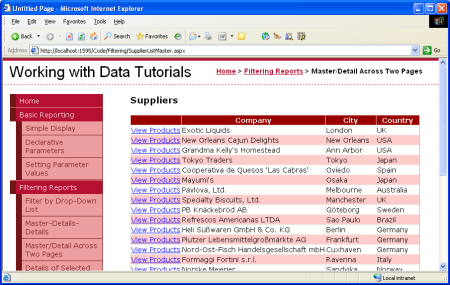 Untitled Page - Microsoft Internet Explorer
File Edit View Favorites Tools Help
Back Search Favorites
Address http://localhost:1595/Code/Filtering/SupplierListMaster.aspx Go
Working with Data Tutorials
Home > Filtering Reports > Master/Detail Across Two Pages
Home
Basic Reporting
Simple Display
Declarative
Parameters
Setting Parameter
Values
Filtering Reports
Filter by Drop-Down
List
Master-Details-
Details
Master/Detail Across
Two Pages
Details of Selected
Suppliers
Company City Country
View Products Exotic Liquids London UK
View Products New Orleans Cajun Delights New Orleans USA
View Products Grandma Kelly's Homestead Ann Arbor USA
View Products Tokyo Traders Tokyo Japan
View Products Cooperativa de Quesos 'Las Cabras' Oviedo Spain
View Products Mayumi's Osaka Japan
View Products Pavlova, Ltd. Melbourne Australia
View Products Specialty Biscuits, Ltd. Manchester UK
View Products PB Knäckebröd AB Göteborg Sweden
View Products Refrescos Americanas LTDA Sao Paulo Brazil
View Products Heli Süßwaren GmbH & Co. KG Berlin Germany
View Products Plutzer Lebensmittelgroßmärkte AG Frankfurt Germany
View Products Nord-Ost-Fisch Handelsgesellschaft mbH Cuxhaven Germany
View Products Formaggi Fortini s.r.l. Ravenna Italy
View Products Norske Meierier Sandvika Norway
Local intranet